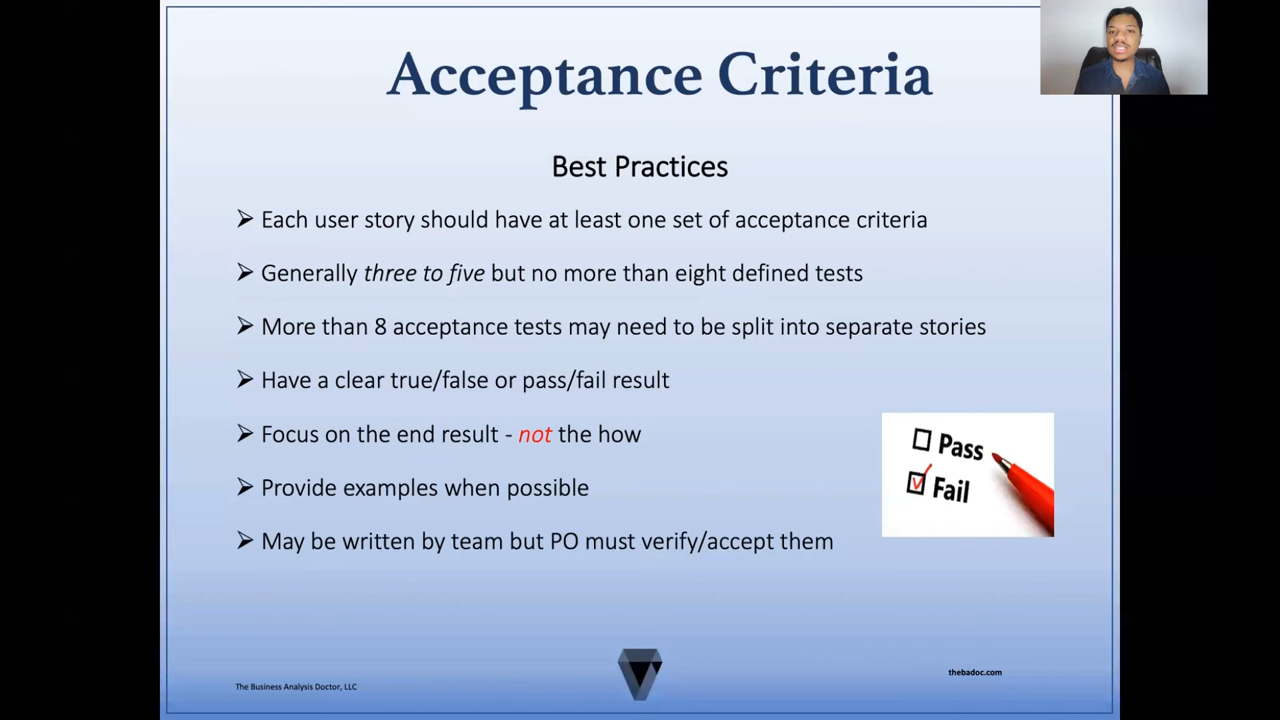 Acceptance Criteria
Best Practices
Each user story should have at least one set of acceptance criteria
Generally three to five but no more than eight defined tests
More than 8 acceptance tests may need to be split into separate stories
Have a clear true/false or pass/fail result
Focus on the end result - not the how
Provide examples when possible
May be written by team but PO must verify/accept them
Pass
Fail
The Business Analysis Doctor, LLC
thebadoc.com